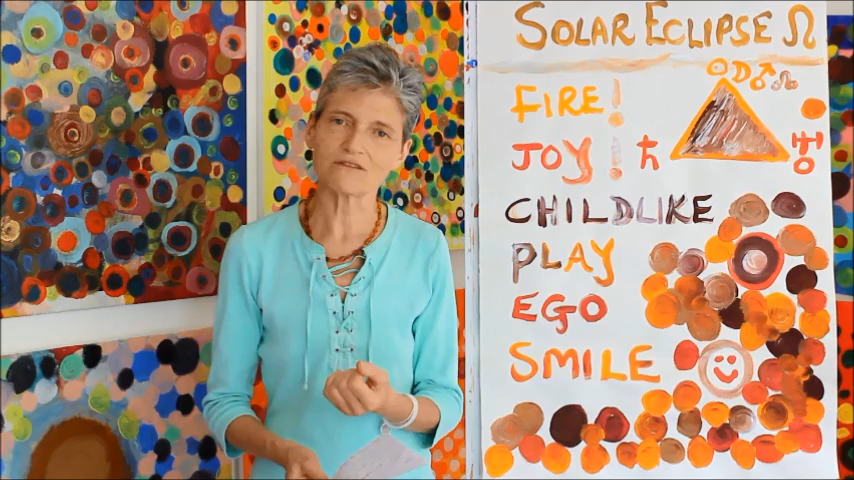 SOLAR ECLIPSE ♌
☉☽♂☊
FIRE!
JOY! ♄
♅
CHILDLIKE
PLAY
EGO
SMILE